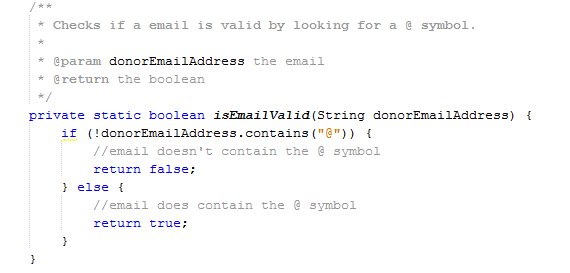 /**
 * Checks if a email is valid by looking for a @ symbol.
 *
 * @param donorEmailAddress the email
 * @return the boolean
 */
private static boolean isEmailValid(String donorEmailAddress) {
    if (!donorEmailAddress.contains("@")) {
        //email doesn't contain the @ symbol
        return false;
    } else {
        //email does contain the @ symbol
        return true;
    }
}